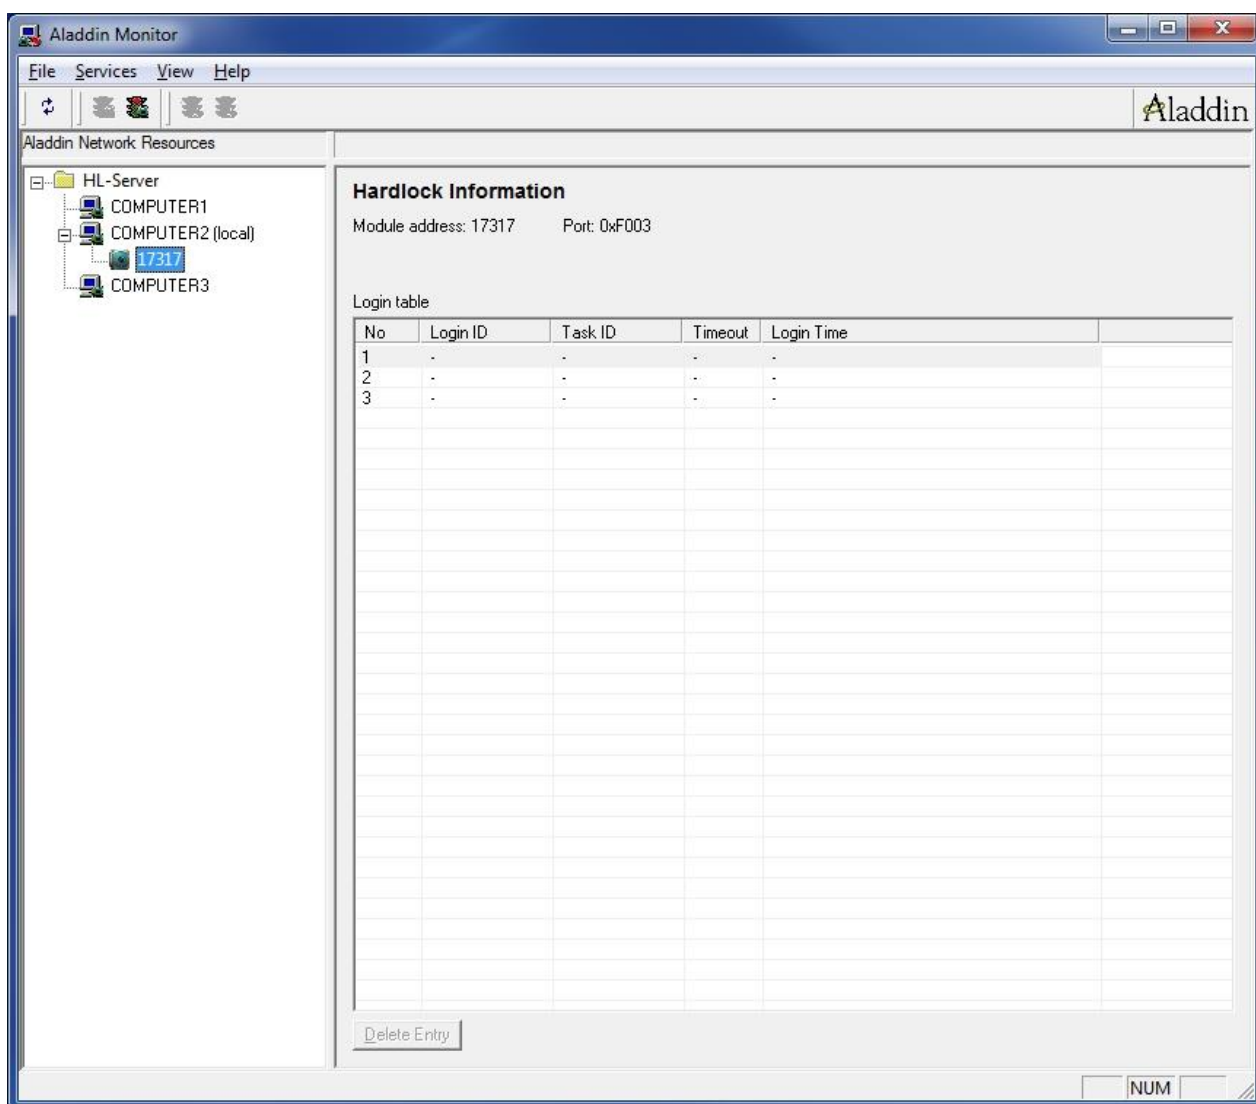 Aladdin Monitor
File Services View Help
Aladdin
Aladdin Network Resources
HL-Server
COMPUTER1
COMPUTER2 (local)
17317
COMPUTER3
Hardlock Information
Module address: 17317 Port: 0xF003
Login table
No Login ID Task ID Timeout Login Time
1 - - - -
2 - - - -
3 - - - -
Delete Entry
NUM